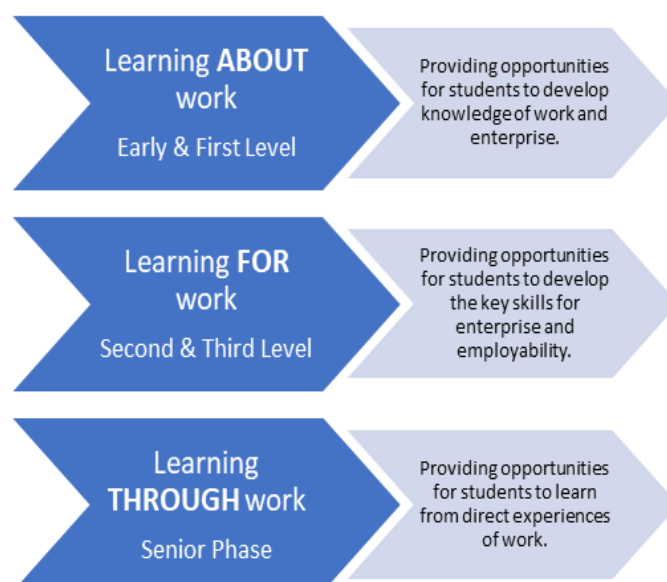 Learning ABOUT
work
Early & First Level
Providing opportunities
for students to develop
knowledge of work and
enterprise.
Learning FOR
work
Second & Third Level
Providing opportunities
for students to develop
the key skills for
enterprise and
employability.
Learning
THROUGH work
Senior Phase
Providing opportunities
for students to learn
from direct experiences
of work.